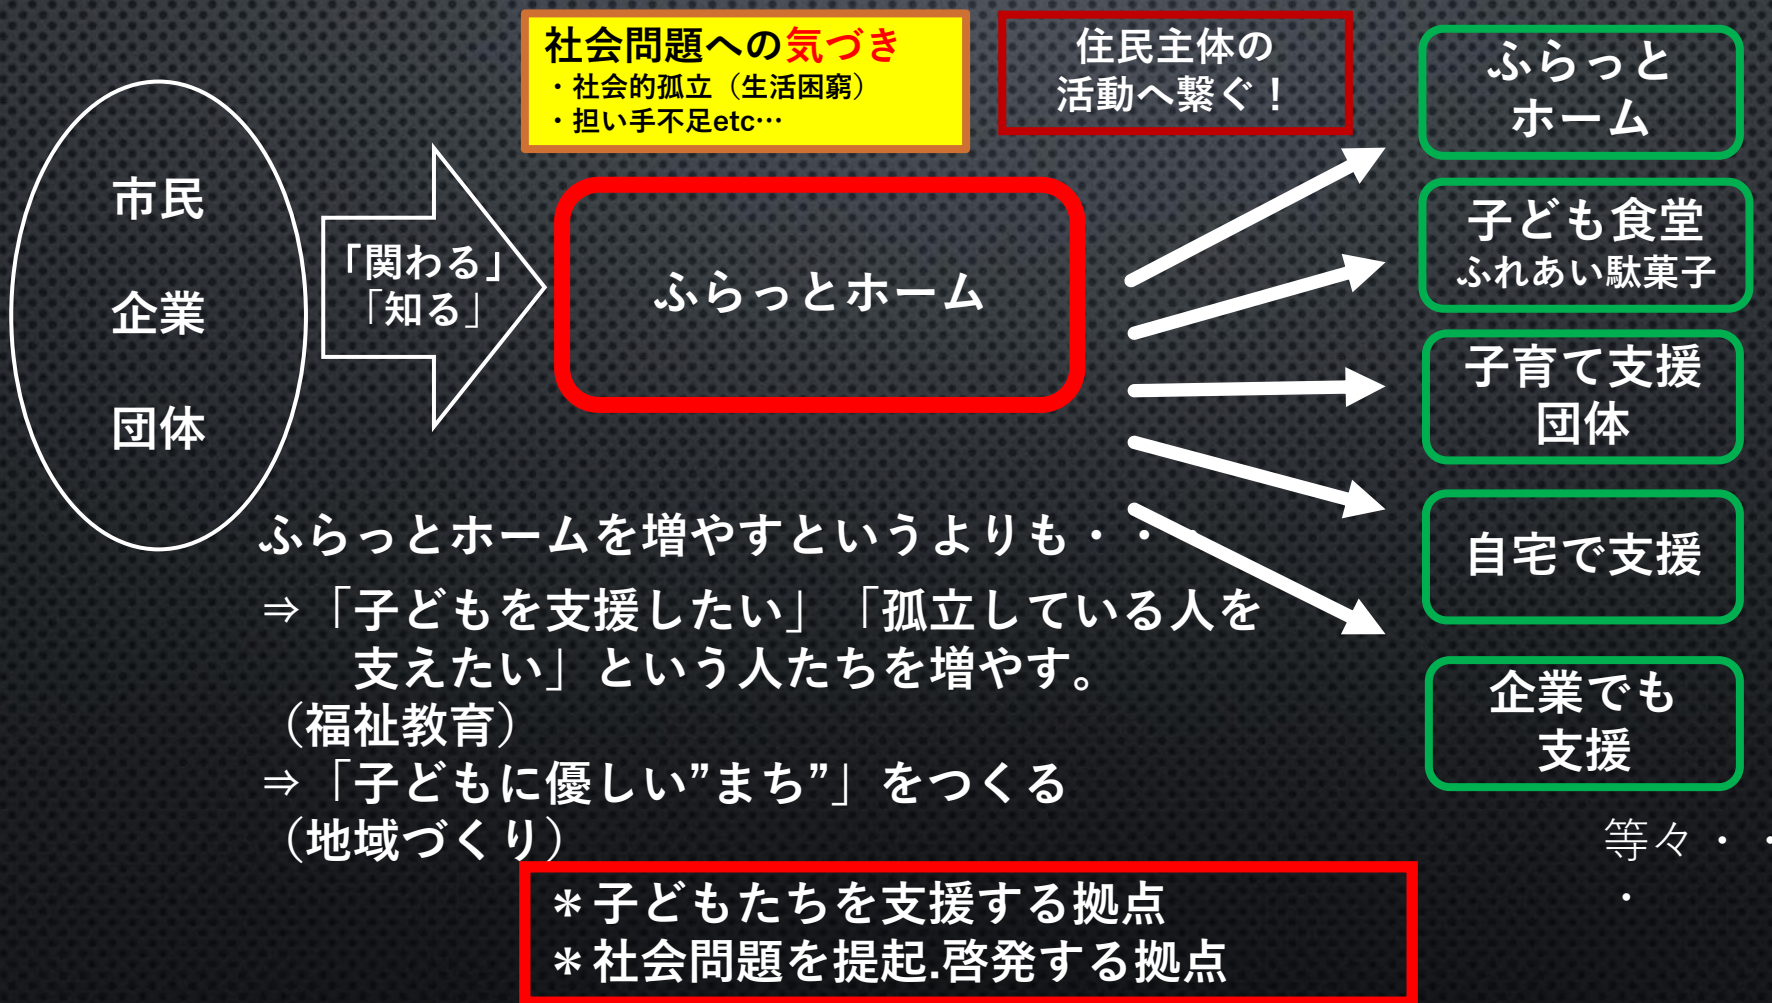 社会問題への気づき
・社会的孤立（生活困窮）
・担い手不足etc…
住民主体の
活動へ繋ぐ！
市民
企業
団体
「関わる」
「知る」
ふらっとホーム
ふらっと
ホーム
子ども食堂
ふれあい駄菓子
子育て支援
団体
自宅で支援
企業でも
支援
等々・・
・
ふらっとホームを増やすというよりも・・・
⇒「子どもを支援したい」「孤立している人を
支えたい」という人たちを増やす。
（福祉教育）
⇒「子どもに優しい”まち”」をつくる
（地域づくり）
＊子どもたちを支援する拠点
＊社会問題を提起.啓発する拠点